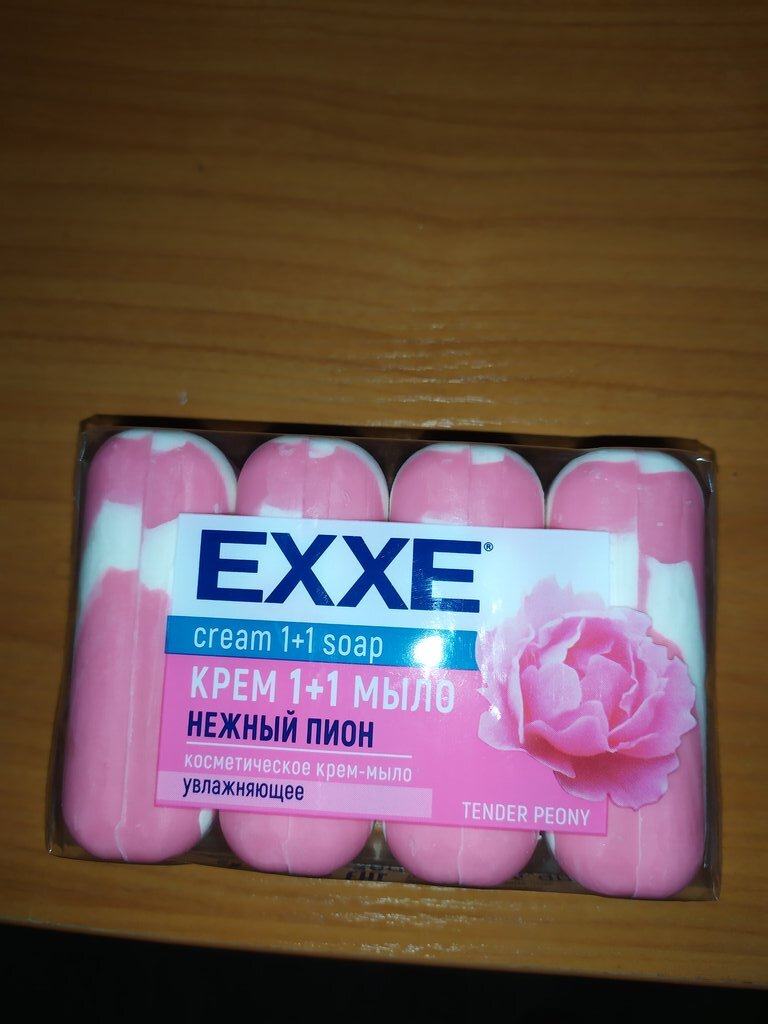 EXXE®
cream 1+1 soap
КРЕМ 1+1 МЫЛО
НЕЖНЫЙ ПИОН
косметическое крем-мыло
увлажняющее
TENDER PEONY